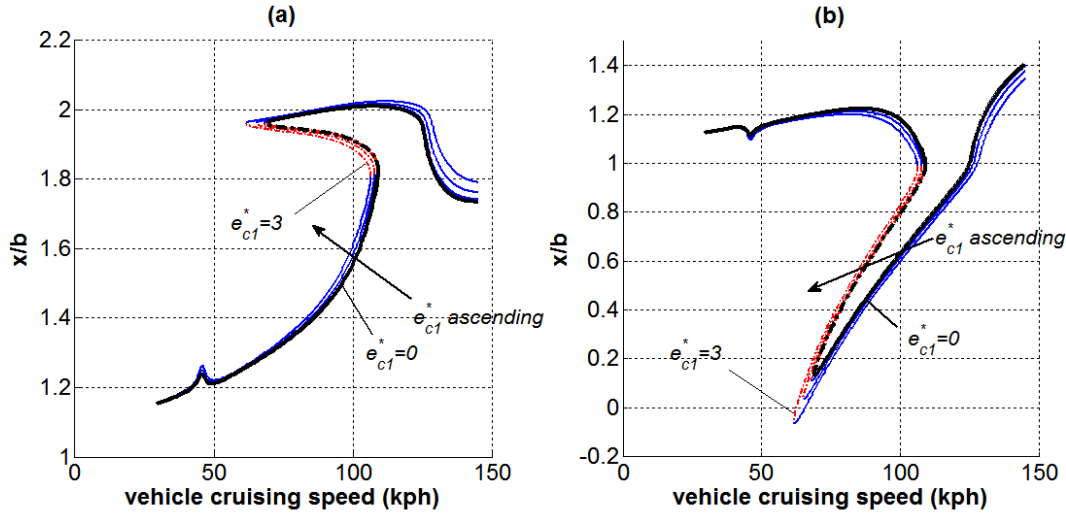 (a)
2.2
2
1.8
1.6
1.4
1.2
1
x/b
0
50
100
150
vehicle cruising speed (kph)
e*c1=3
e*c1 ascending
e*c1=0
(b)
1.4
1.2
1
0.8
0.6
0.4
0.2
0
-0.2
x/b
0
50
100
150
vehicle cruising speed (kph)
e*c1 ascending
e*c1=0
e*c1=3